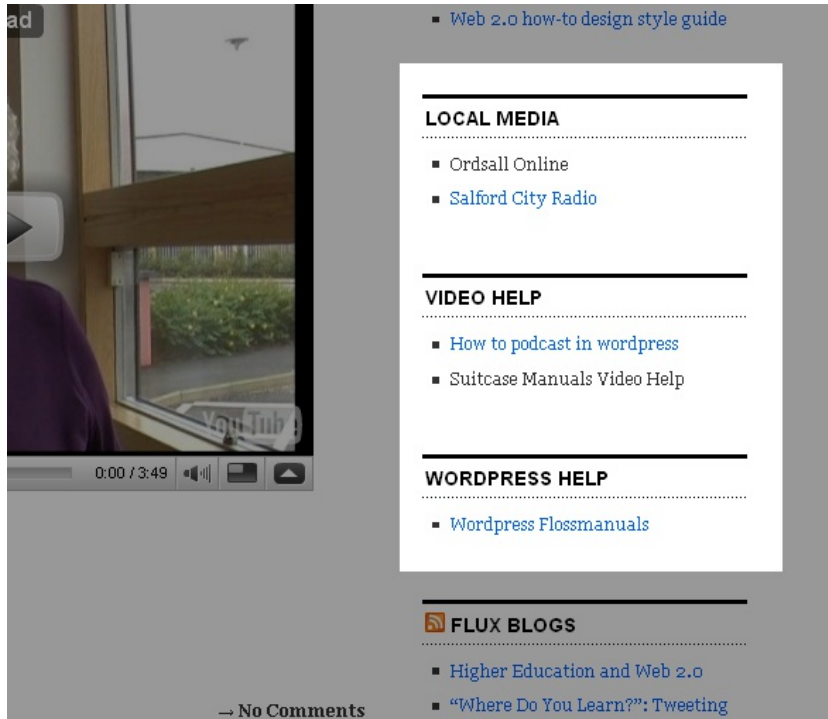 ad
YouTube
0:00 / 3:49
→ No Comments
Web 2.0 how-to design style guide
LOCAL MEDIA
Ordsall Online
Salford City Radio
VIDEO HELP
How to podcast in wordpress
Suitcase Manuals Video Help
WORDPRESS HELP
Wordpress Flossmanuals
FLUX BLOGS
Higher Education and Web 2.0
“Where Do You Learn?”: Tweeting